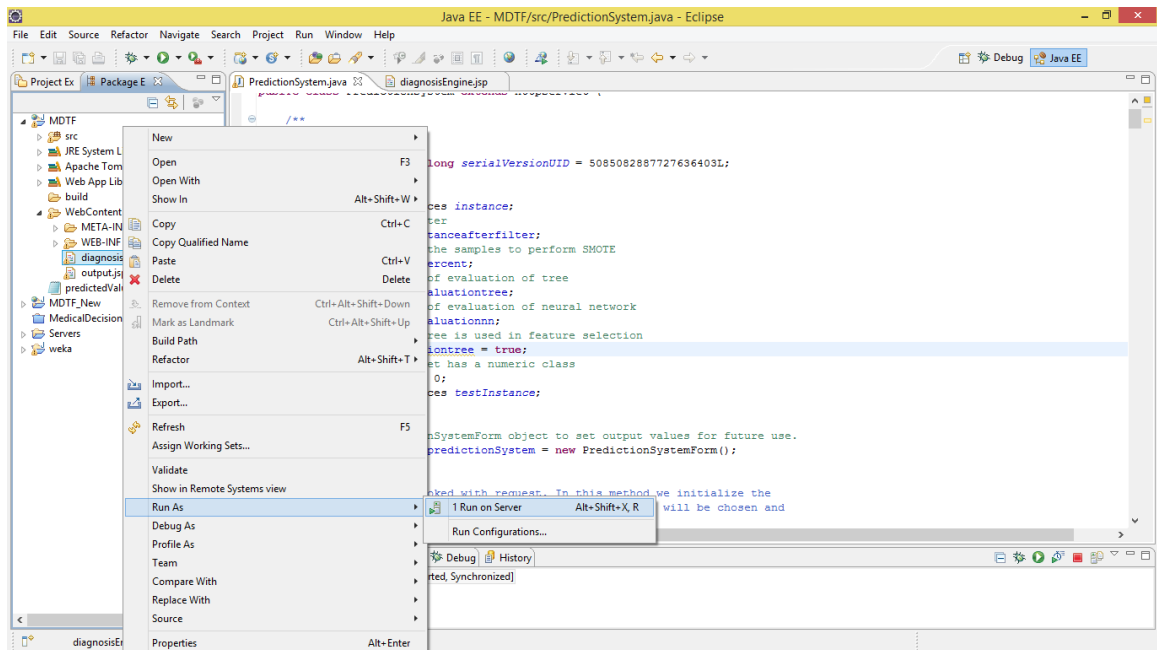 Java EE - MDTF/src/PredictionSystem.java - Eclipse
File Edit Source Refactor Navigate Search Project Run Window Help
Debug Java EE
Project Ex Package E PredictionSystem.java diagnosisEngine.jsp
MDTF
src
JRE System L
Apache Tom
Web App Lib
build
WebContent
META-IN
WEB-INF
diagnosis
output.jsp
predictedVal
MDTF_New
MedicalDecision
Servers
weka
New
Open F3
Open With
Show In Alt+Shift+W
Copy Ctrl+C
Copy Qualified Name
Paste Ctrl+V
Delete Delete
Remove from Context Ctrl+Alt+Shift+Down
Mark as Landmark Ctrl+Alt+Shift+Up
Build Path
Refactor Alt+Shift+T
Import...
Export...
Refresh F5
Assign Working Sets...
Validate
Show in Remote Systems view
Run As
Debug As
Profile As
Team
Compare With
Replace With
Source
Properties Alt+Enter
1 Run on Server Alt+Shift+X, R
Run Configurations...
/**
long serialVersionUID = 5085082887727636403L;
ces instance;
ter
tanceafterfilter;
the samples to perform SMOTE
ercent;
of evaluation of tree
aluationtree;
of evaluation of neural network
aluationnn;
ree is used in feature selection
iontree = true;
et has a numeric class
0;
ces testInstance;
nSystemForm object to set output values for future use.
predictionSystem = new PredictionSystemForm();
oked with request. In this method we initialize the
will be chosen and
Debug History
rted, Synchronized]
diagnosisEn